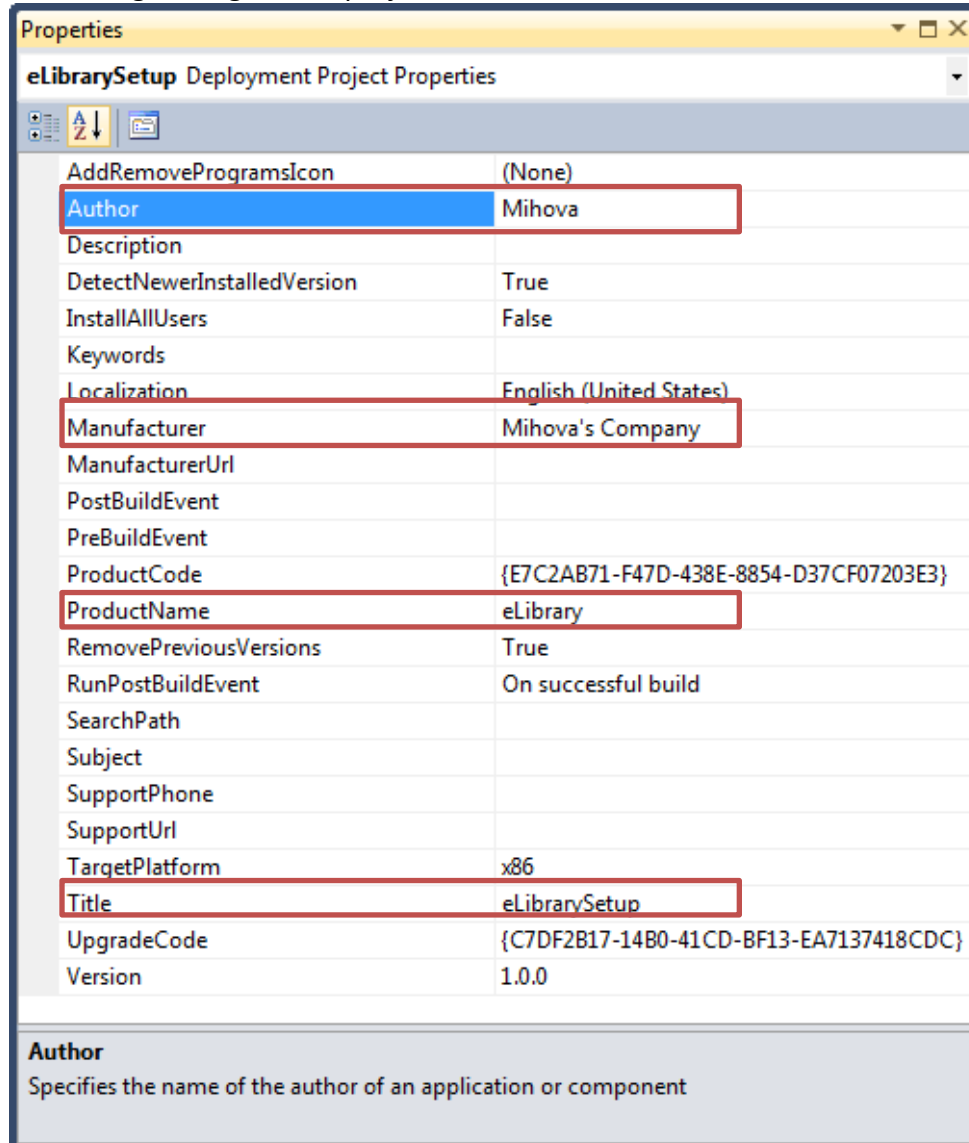 Properties
eLibrarySetup Deployment Project Properties
AddRemoveProgramsIcon (None)
Author Mihova
Description
DetectNewerInstalledVersion True
InstallAllUsers False
Keywords
Localization English (United States)
Manufacturer Mihova's Company
ManufacturerUrl
PostBuildEvent
PreBuildEvent
ProductCode {E7C2AB71-F47D-438E-8854-D37CF07203E3}
ProductName eLibrary
RemovePreviousVersions True
RunPostBuildEvent On successful build
SearchPath
Subject
SupportPhone
SupportUrl
TargetPlatform x86
Title eLibrarySetup
UpgradeCode {C7DF2B17-14B0-41CD-BF13-EA7137418CDC}
Version 1.0.0
Author
Specifies the name of the author of an application or component